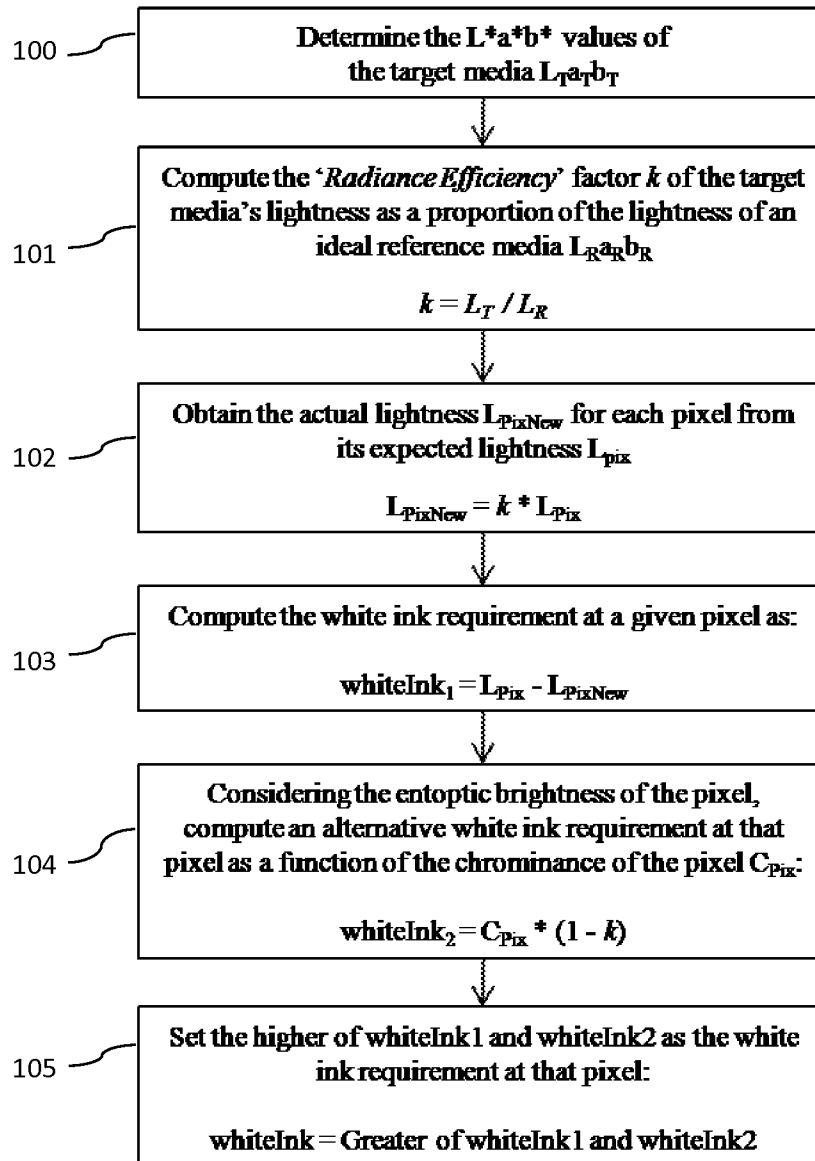 100
Determine the L*a*b* values of
the target media LTaTbT
101
Compute the ‘Radiance Efficiency’ factor k of the target
media’s lightness as a proportion of the lightness of an
ideal reference media LRaRbR
k = LT / LR
102
Obtain the actual lightness LPixNew for each pixel from
its expected lightness Lpix
LPixNew = k * LPix
103
Compute the white ink requirement at a given pixel as:
whiteInk1 = LPix - LPixNew
104
Considering the entoptic brightness of the pixel,
compute an alternative white ink requirement at that
pixel as a function of the chrominance of the pixel CPix:
whiteInk2 = CPix * (1 - k)
105
Set the higher of whiteInk1 and whiteInk2 as the white
ink requirement at that pixel:
whiteInk = Greater of whiteInk1 and whiteInk2